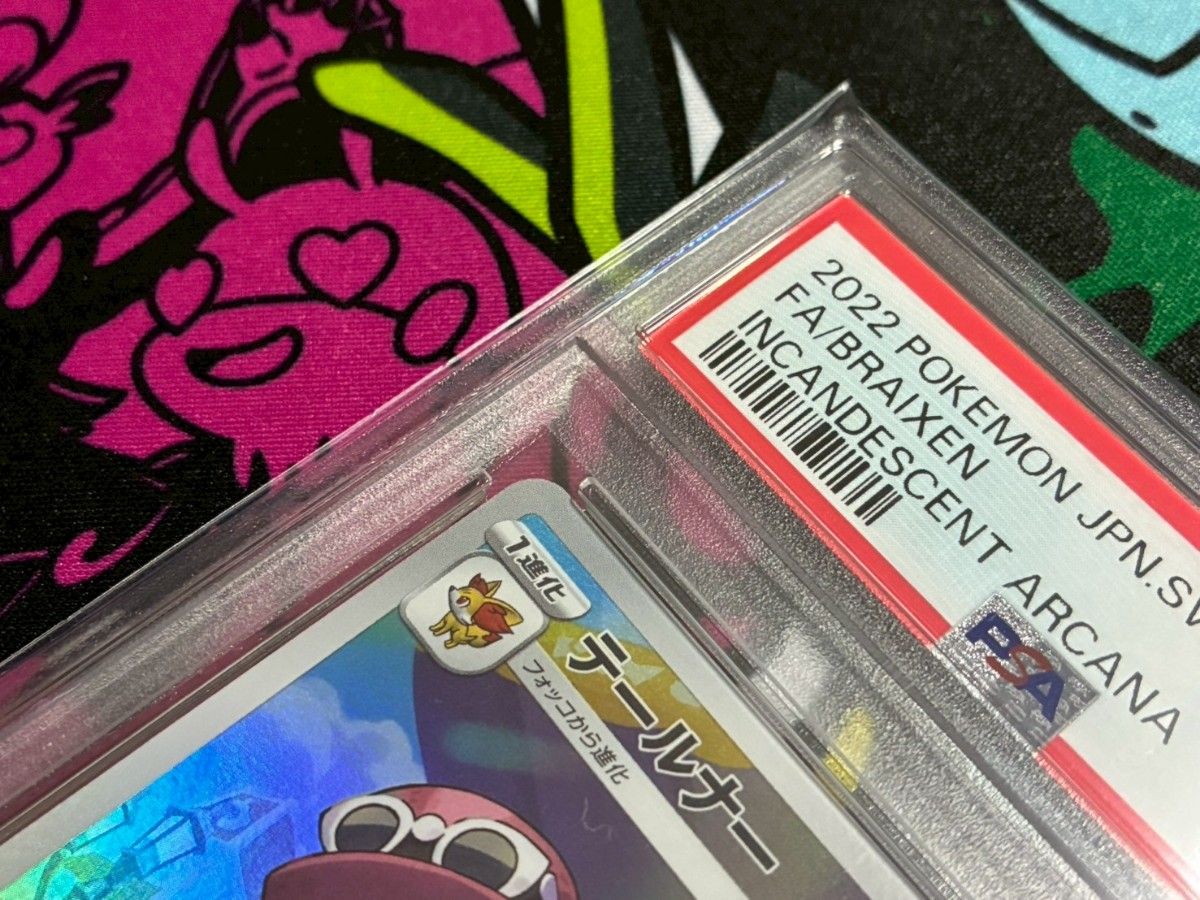 2022 POKEMON JPN.SW
FA/BRAIXEN
INCANDESCENT ARCANA
PSA
1進化
テールナー
フォッコから進化